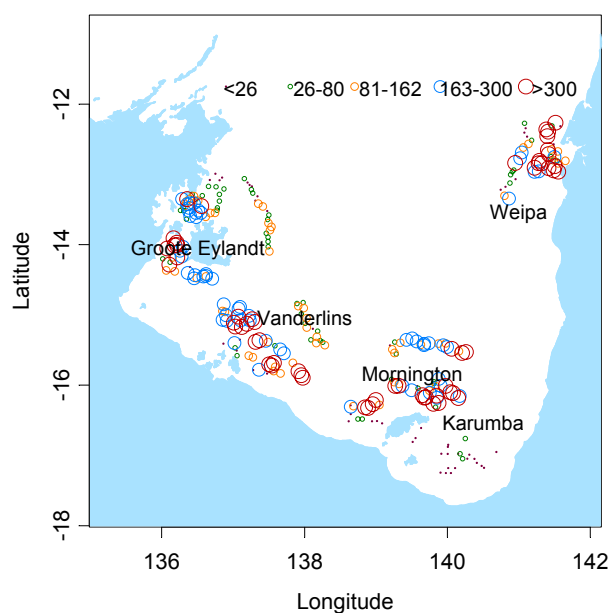 <26 26-80 81-162 163-300 >300
-12
Weipa
-14
Groote Eylandt
Latitude
Vanderlins
-16
Mornington
Karumba
-18
136 138 140 142
Longitude